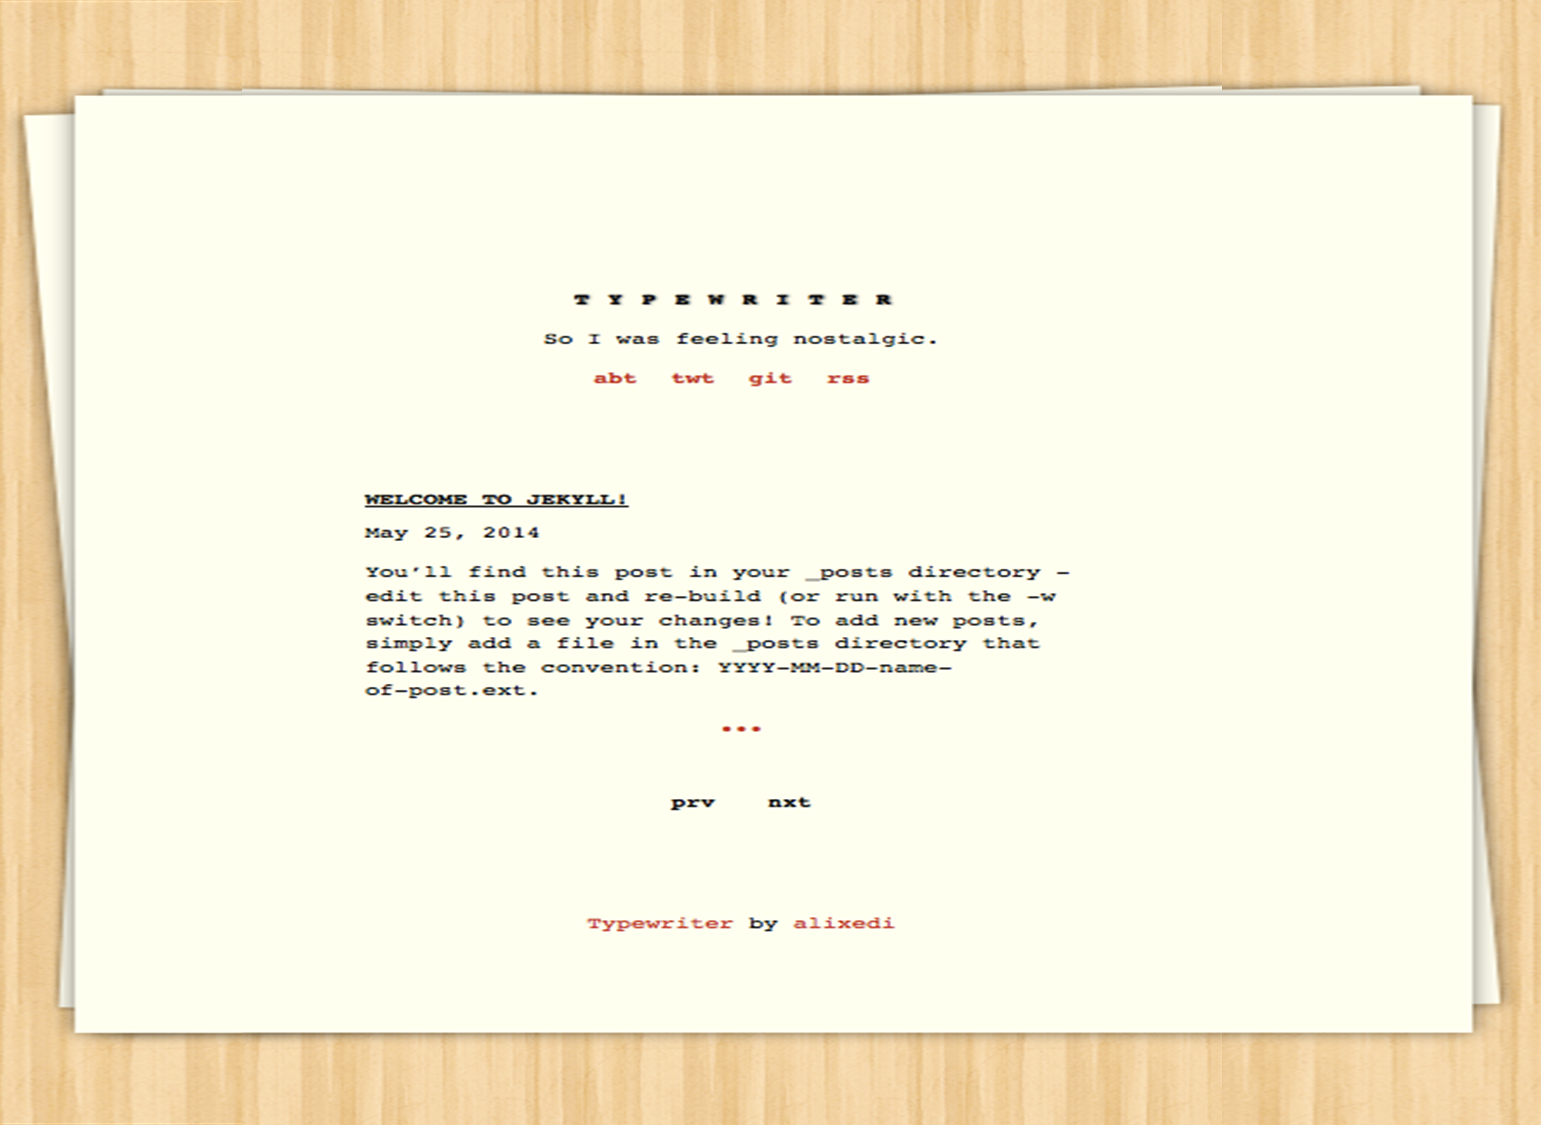 T Y P E W R I T E R
So I was feeling nostalgic.
abt twt git rss
WELCOME TO JEKYLL!
May 25, 2014
You’ll find this post in your _posts directory -
edit this post and re-build (or run with the -w
switch) to see your changes! To add new posts,
simply add a file in the _posts directory that
follows the convention: YYYY-MM-DD-name-
of-post.ext.
•••
prv nxt
Typewriter by alixedi